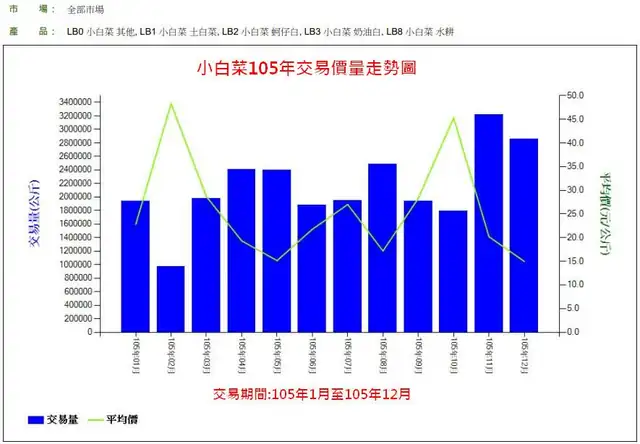 市 場： 全部市場
產 品： LB0 小白菜 其他, LB1 小白菜 土白菜, LB2 小白菜 蚵仔白, LB3 小白菜 奶油白, LB8 小白菜 水耕
小白菜105年交易價量走勢圖
交易量(公斤)
3400000
3200000
3000000
2800000
2600000
2400000
2200000
2000000
1800000
1600000
1400000
1200000
1000000
800000
600000
400000
200000
0
50.0
45.0
40.0
35.0
30.0
25.0
20.0
15.0
10.0
5.0
0.0
平均價(元/公斤)
105年01月
105年02月
105年03月
105年04月
105年05月
105年06月
105年07月
105年08月
105年09月
105年10月
105年11月
105年12月
交易期間:105年1月至105年12月
交易量 平均價